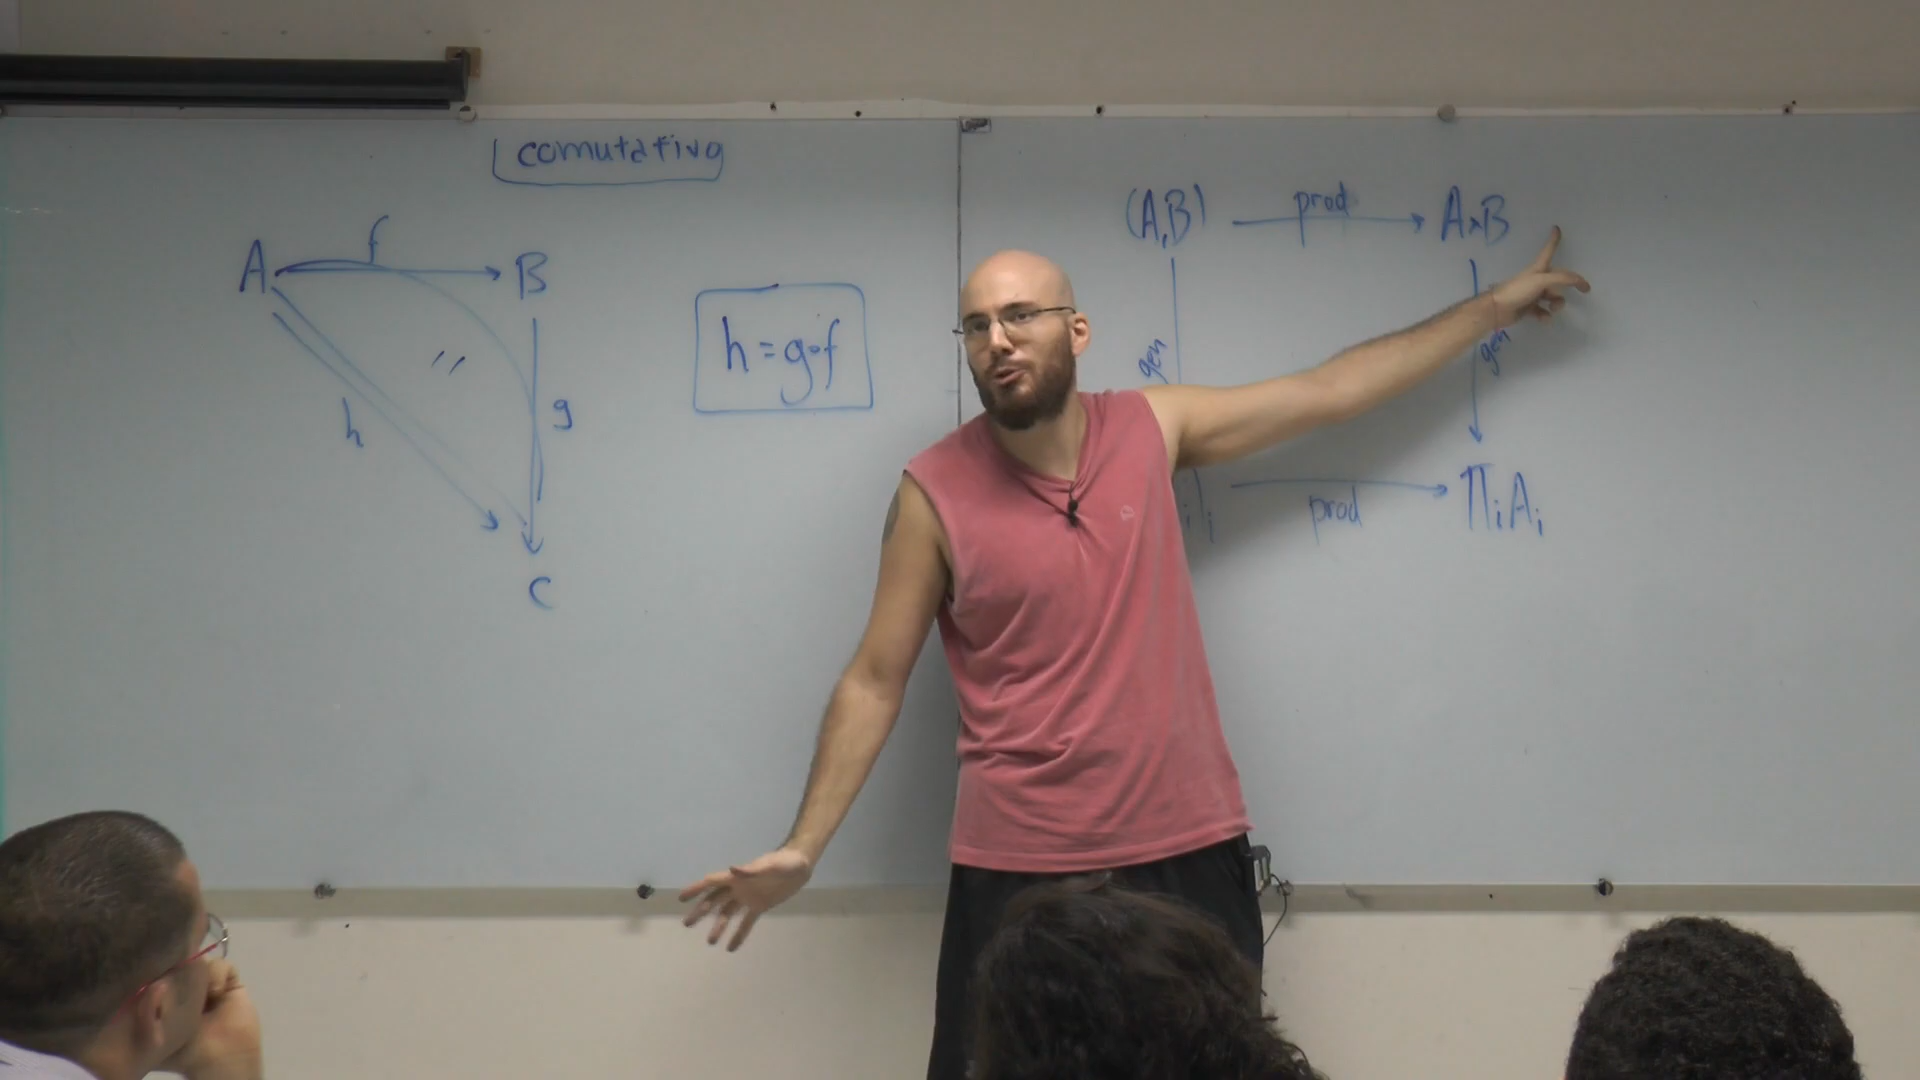 comutativo
A f B
h g
C
h = g∘f
(A,B) prod A×B
gen gen
prod ∏ᵢAᵢ